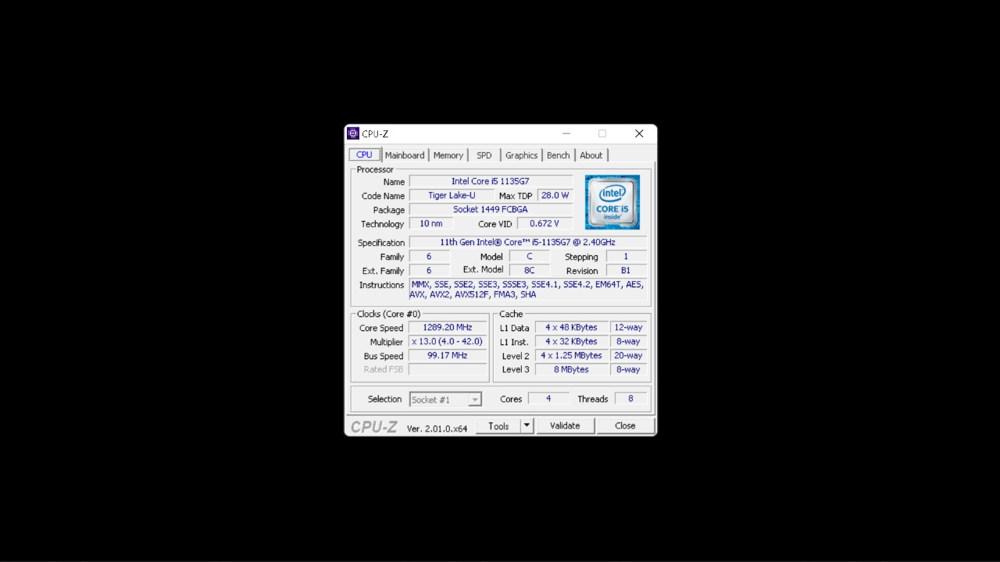 CPU-Z
CPU Mainboard Memory SPD Graphics Bench About
Processor
Name Intel Core i5 1135G7
Code Name Tiger Lake-U Max TDP 28.0 W
Package Socket 1449 FCBGA
Technology 10 nm Core VID 0.672 V
intel
CORE i5
inside
Specification 11th Gen Intel® Core™ i5-1135G7 @ 2.40GHz
Family 6 Model C Stepping 1
Ext. Family 6 Ext. Model 8C Revision B1
Instructions MMX, SSE, SSE2, SSE3, SSSE3, SSE4.1, SSE4.2, EM64T, AES,
AVX, AVX2, AVX512F, FMA3, SHA
Clocks (Core #0)
Core Speed 1289.20 MHz
Multiplier x 13.0 (4.0 - 42.0)
Bus Speed 99.17 MHz
Rated FSB
Cache
L1 Data 4 x 48 KBytes 12-way
L1 Inst. 4 x 32 KBytes 8-way
Level 2 4 x 1.25 MBytes 20-way
Level 3 8 MBytes 8-way
Selection Socket #1 Cores 4 Threads 8
CPU-Z Ver. 2.01.0.x64 Tools Validate Close